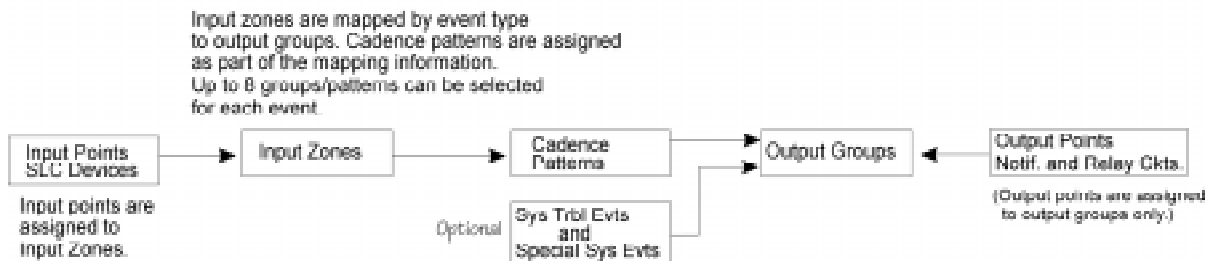 Input zones are mapped by event type
to output groups. Cadence patterns are assigned
as part of the mapping information.
Up to 8 groups/patterns can be selected
for each event.
Input Points
SLC Devices
Input Zones
Cadence
Patterns
Output Groups
Output Points
Notif. and Relay Ckts.
Input points are
assigned to
Input Zones.
Optional
Sys Trbl Evts
and
Special Sys Evts
(Output points are assigned
to output groups only.)